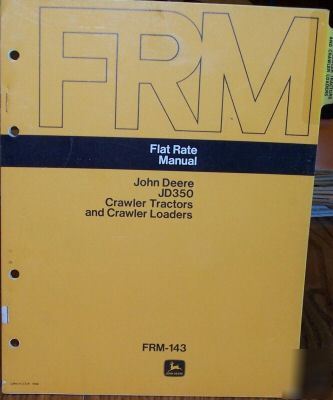 FRM
Flat Rate
Manual
John Deere
JD350
Crawler Tractors
and Crawler Loaders
FRM-143
JOHN DEERE